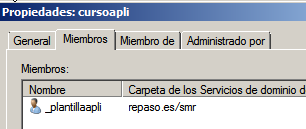 Propiedades: cursoapli
General Miembros Miembro de Administrado por
Miembros:
Nombre Carpeta de los Servicios de dominio d
_plantillaapli repaso.es/smr